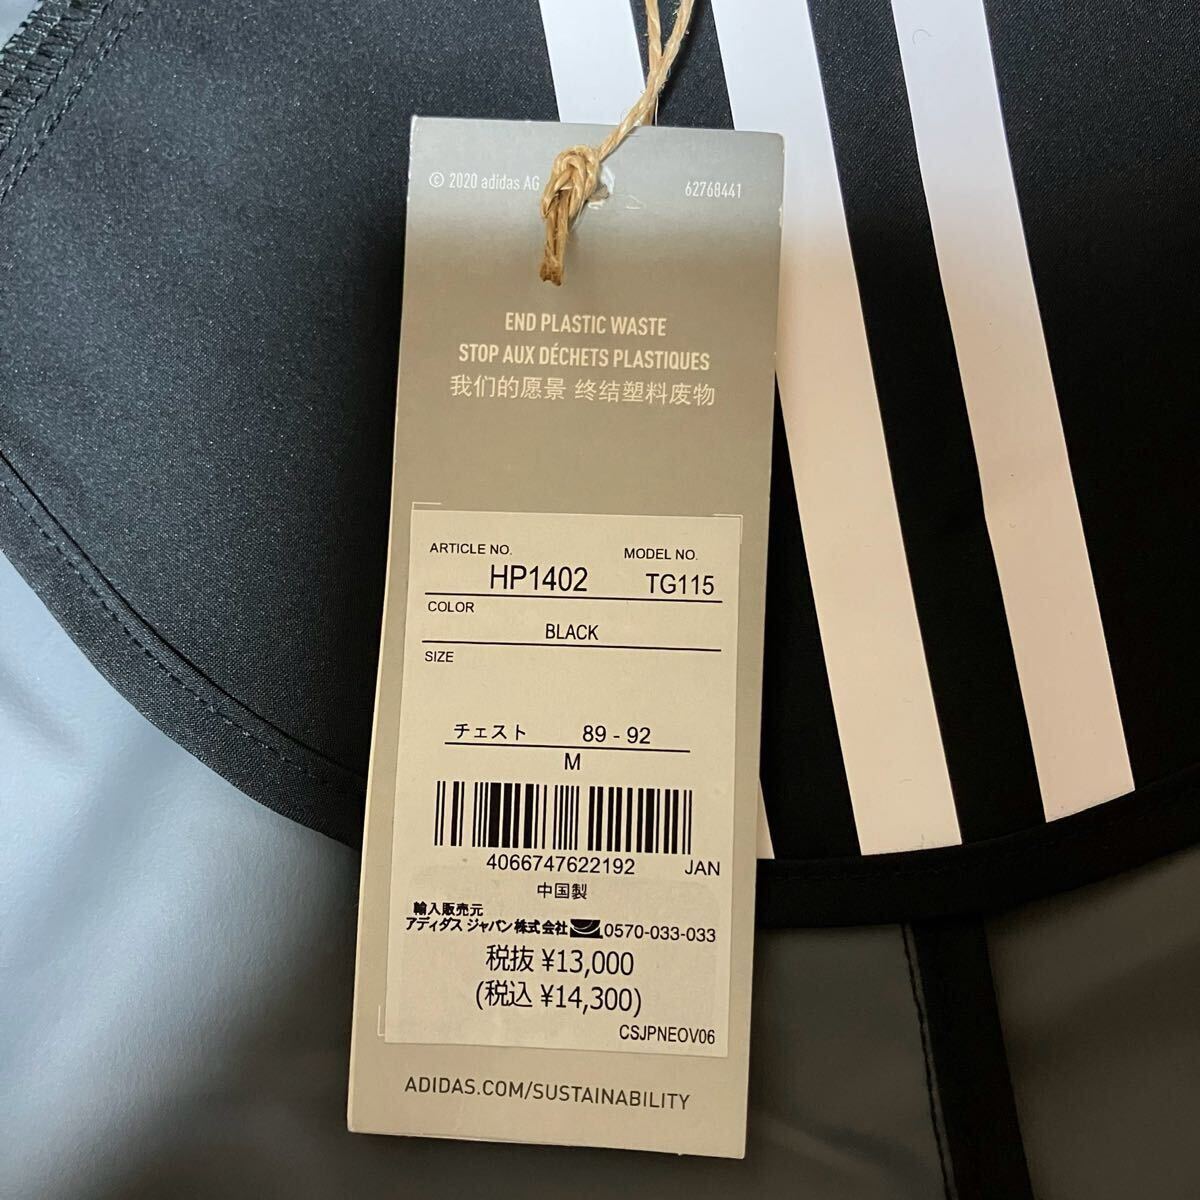 © 2020 adidas AG
62768441
END PLASTIC WASTE
STOP AUX DÉCHETS PLASTIQUES
我们的愿景 终结塑料废物
ARTICLE NO. MODEL NO.
HP1402 TG115
COLOR
BLACK
SIZE
チェスト 89 - 92
M
4066747622192 JAN
中国製
輸入販売元
アディダス ジャパン株式会社 0570-033-033
税抜 ¥13,000
(税込 ¥14,300)
CSJPNEOV06
ADIDAS.COM/SUSTAINABILITY